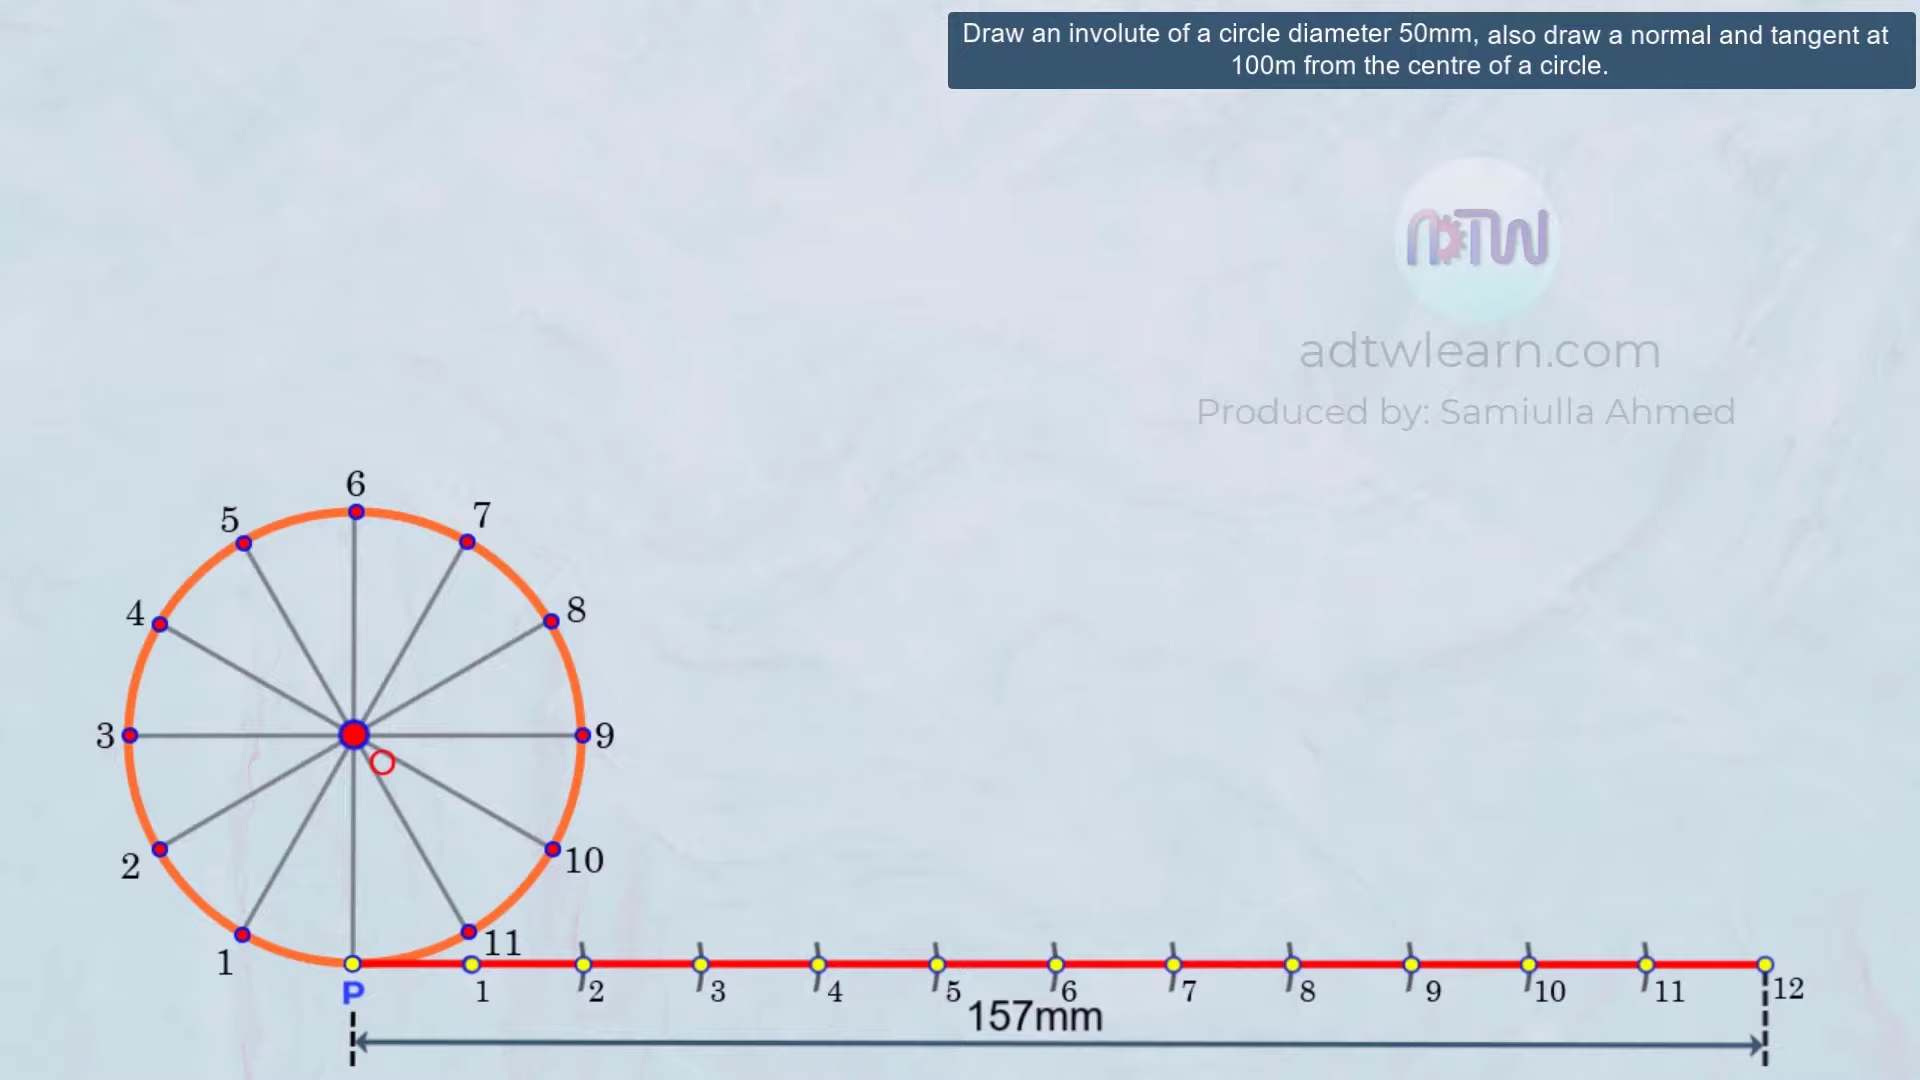 Draw an involute of a circle diameter 50mm, also draw a normal and tangent at
100m from the centre of a circle.
ADTW
adtwlearn.com
Produced by: Samiulla Ahmed
6
5
7
4
8
3
9
O
2
10
1
11
P
1
2
3
4
5
6
7
8
9
10
11
12
157mm